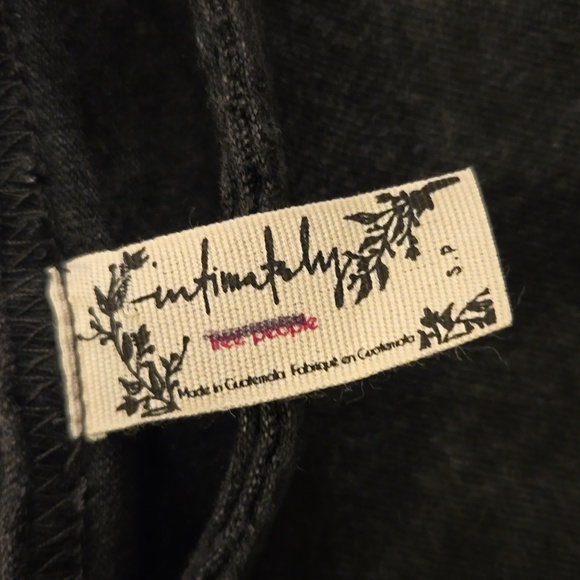 intimately
S.P
free people
Made in Guatemala Fabriqué en Guatemala